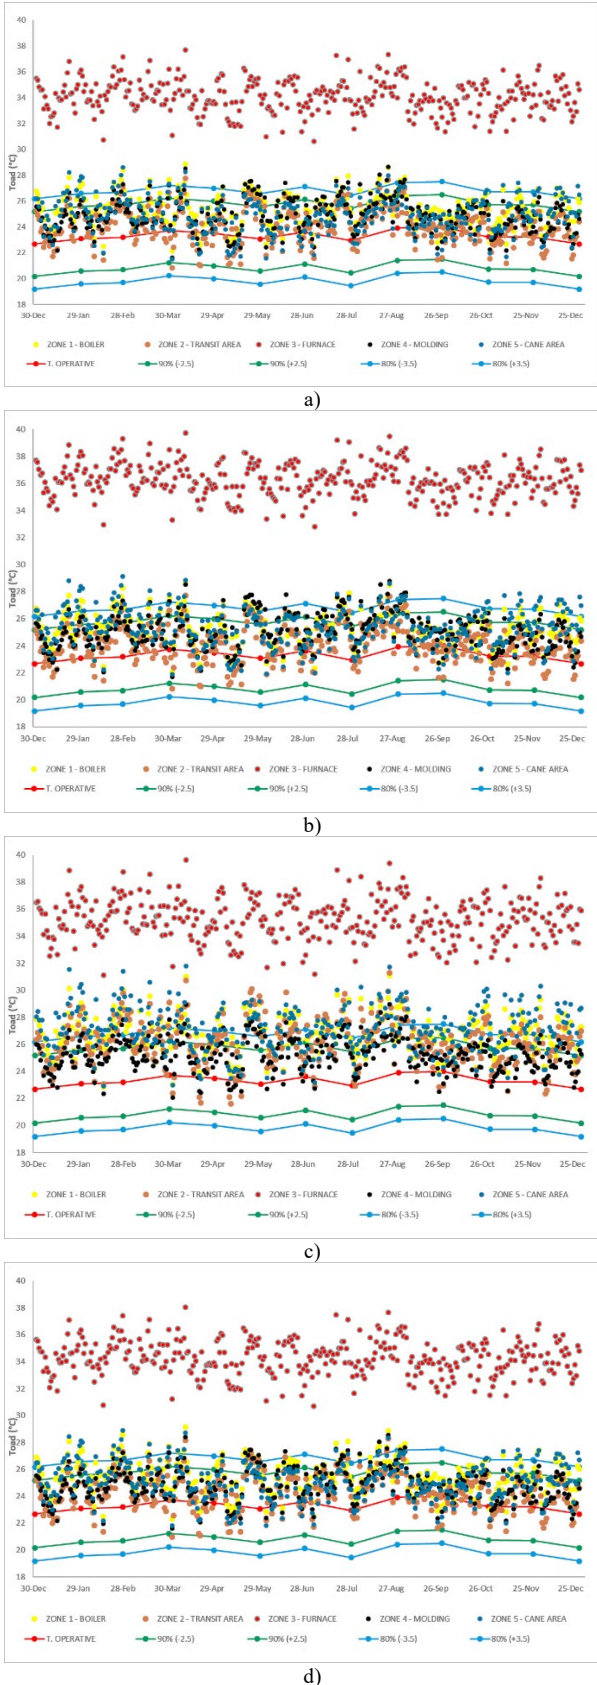 40
38
36
34
32
30
28
26
24
22
20
18
Toad (°C)
30-Dec 29-Jan 28-Feb 30-Mar 29-Apr 29-May 28-Jun 28-Jul 27-Aug 26-Sep 26-Oct 25-Nov 25-Dec
ZONE 1 - BOILER ZONE 2 - TRANSIT AREA ZONE 3 - FURNACE ZONE 4 - MOLDING ZONE 5 - CANE AREA
T. OPERATIVE 90% (-2.5) 90% (+2.5) 80% (-3.5) 80% (+3.5)
a)
40
38
36
34
32
30
28
26
24
22
20
18
Toad (°C)
30-Dec 29-Jan 28-Feb 30-Mar 29-Apr 29-May 28-Jun 28-Jul 27-Aug 26-Sep 26-Oct 25-Nov 25-Dec
ZONE 1 - BOILER ZONE 2 - TRANSIT AREA ZONE 3 - FURNACE ZONE 4 - MOLDING ZONE 5 - CANE AREA
T. OPERATIVE 90% (-2.5) 90% (+2.5) 80% (-3.5) 80% (+3.5)
b)
40
38
36
34
32
30
28
26
24
22
20
18
Toad (°C)
30-Dec 29-Jan 28-Feb 30-Mar 29-Apr 29-May 28-Jun 28-Jul 27-Aug 26-Sep 26-Oct 25-Nov 25-Dec
ZONE 1 - BOILER ZONE 2 - TRANSIT AREA ZONE 3 - FURNACE ZONE 4 - MOLDING ZONE 5 - CANE AREA
T. OPERATIVE 90% (-2.5) 90% (+2.5) 80% (-3.5) 80% (+3.5)
c)
40
38
36
34
32
30
28
26
24
22
20
18
Toad (°C)
30-Dec 29-Jan 28-Feb 30-Mar 29-Apr 29-May 28-Jun 28-Jul 27-Aug 26-Sep 26-Oct 25-Nov 25-Dec
ZONE 1 - BOILER ZONE 2 - TRANSIT AREA ZONE 3 - FURNACE ZONE 4 - MOLDING ZONE 5 - CANE AREA
T. OPERATIVE 90% (-2.5) 90% (+2.5) 80% (-3.5) 80% (+3.5)
d)